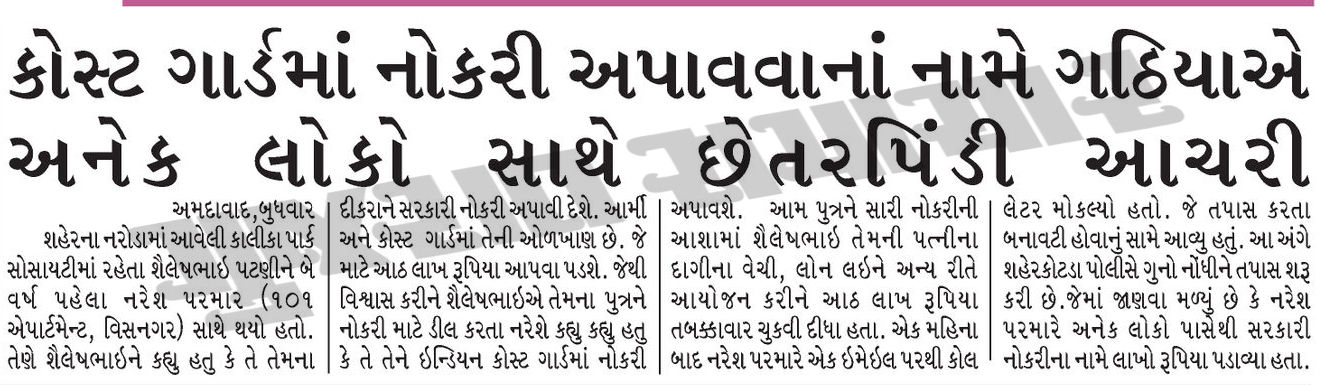 કોસ્ટ ગાર્ડમાં નોકરી અપાવવાનાં નામે ગઠિયાએ
અનેક લોકો સાથે છેતરપિંડી આચરી
અમદાવાદ,બુધવાર
શહેરના નરોડામાં આવેલી કાલીકા પાર્ક
સોસાયટીમાં રહેતા શૈલેષભાઇ પટણીને બે
વર્ષ પહેલા નરેશ પરમાર (૧૦૧
એપાર્ટમેન્ટ, વિસનગર) સાથે થયો હતો.
તેણે શૈલેષભાઇને કહ્યુ હતુ કે તે તેમના
દીકરાને સરકારી નોકરી અપાવી દેશે. આર્મી
અને કોસ્ટ ગાર્ડમાં તેની ઓળખાણ છે. જે
માટે આઠ લાખ રૂપિયા આપવા પડશે. જેથી
વિશ્વાસ કરીને શૈલેષભાઇએ તેમના પુત્રને
નોકરી માટે ડીલ કરતા નરેશે કહ્યુ કહ્યુ હતુ
કે તે તેને ઇન્ડિયન કોસ્ટ ગાર્ડમાં નોકરી
અપાવશે. આમ પુત્રને સારી નોકરીની
આશામાં શૈલેષભાઇ તેમની પત્નીના
દાગીના વેચી, લોન લઇને અન્ય રીતે
આયોજન કરીને આઠ લાખ રૂપિયા
તબક્કાવાર ચુકવી દીધા હતા. એક મહિના
બાદ નરેશ પરમારે એક ઇમેઇલ પરથી કોલ
લેટર મોકલ્યો હતો. જે તપાસ કરતા
બનાવટી હોવાનું સામે આવ્યુ હતું. આ અંગે
શહેરકોટડા પોલીસે ગુનો નોંધીને તપાસ શરૂ
કરી છે.જેમાં જાણવા મળ્યું છે કે નરેશ
પરમારે અનેક લોકો પાસેથી સરકારી
નોકરીના નામે લાખો રૂપિયા પડાવ્યા હતા.
ગુજરાત સમાચાર